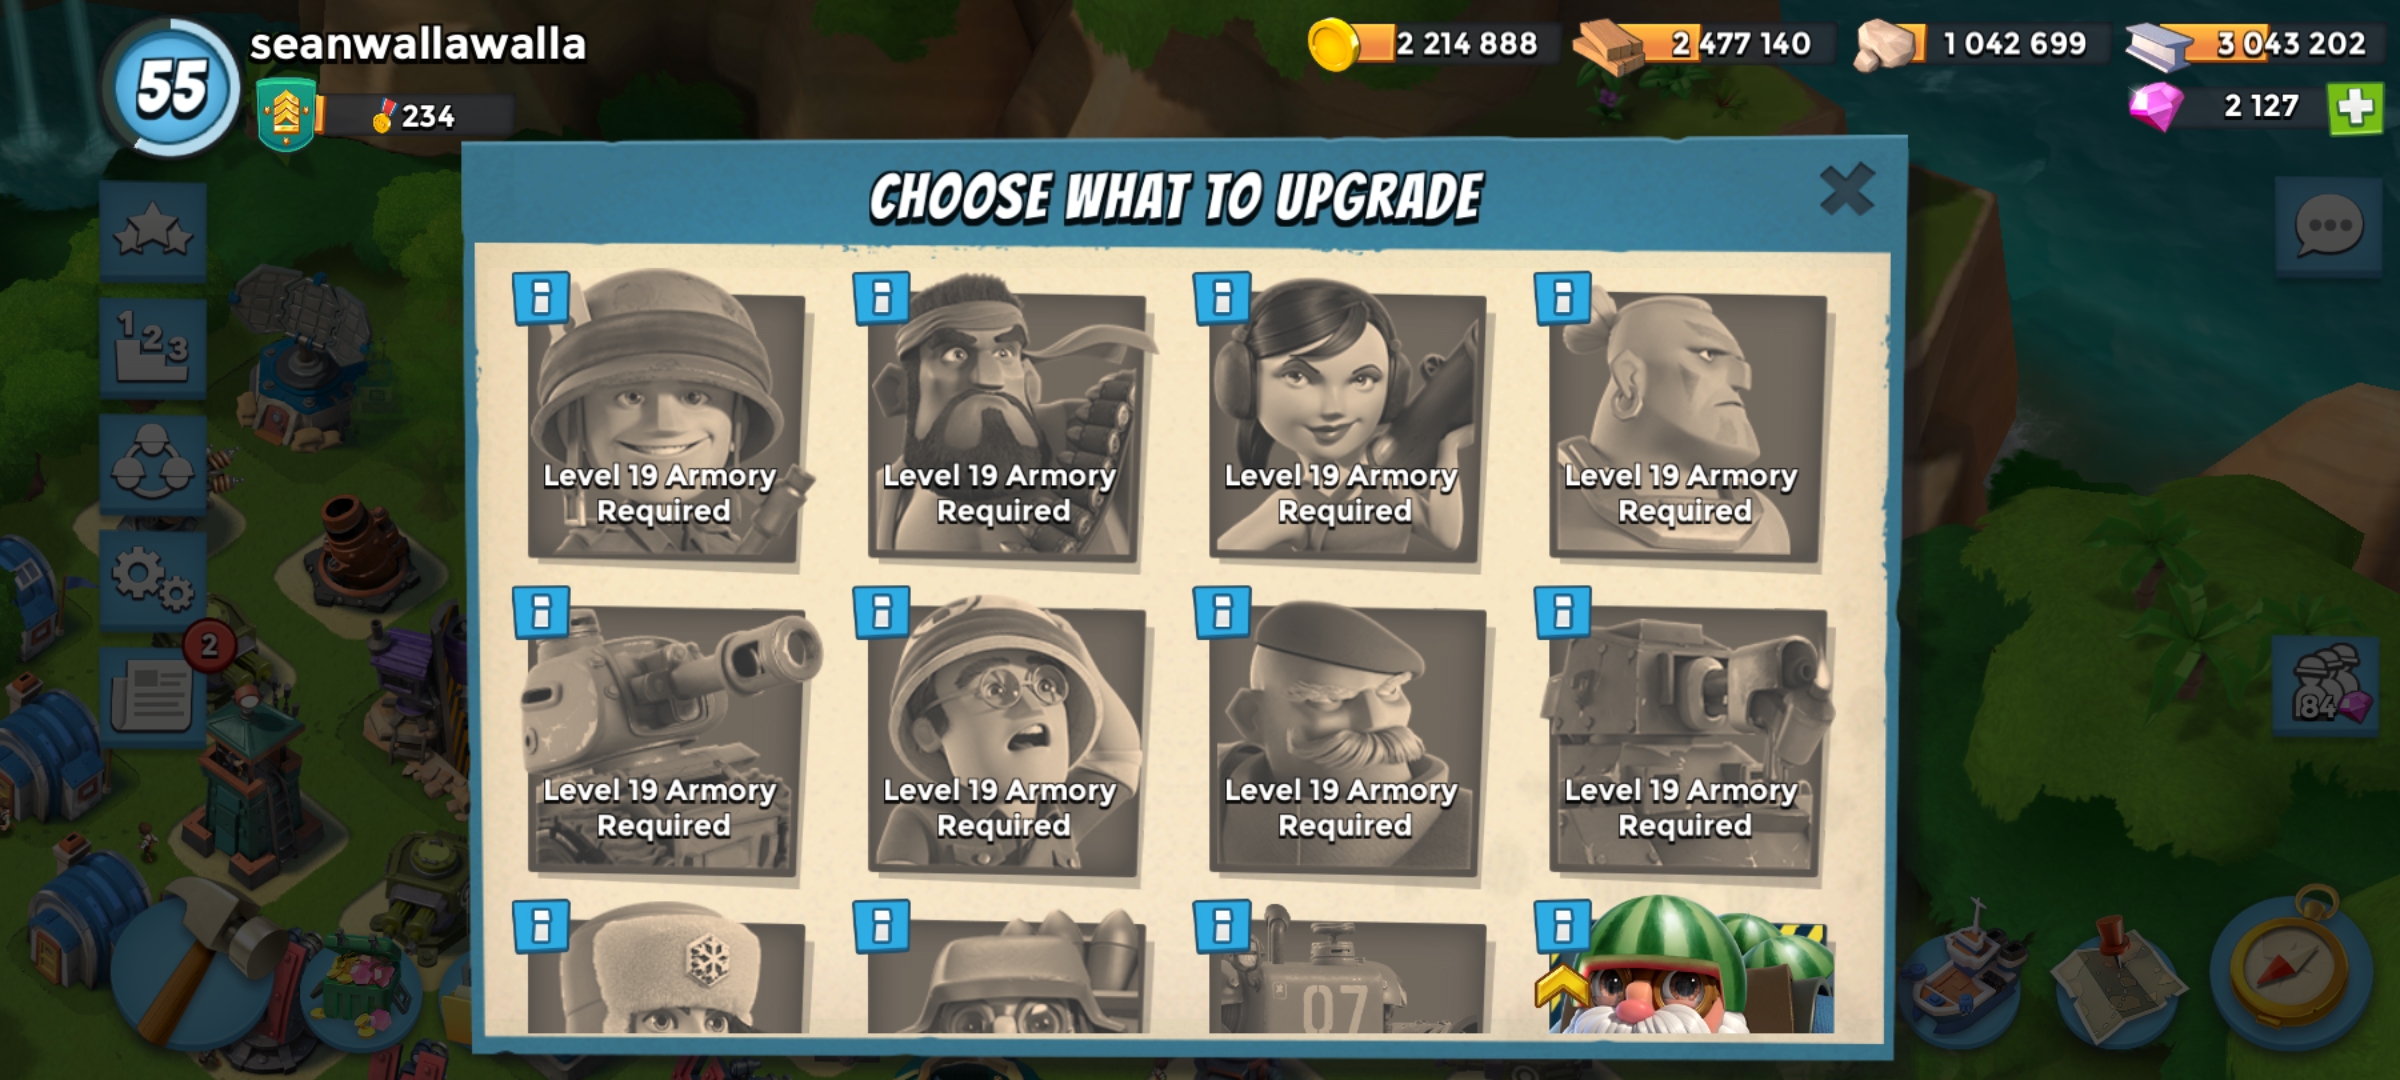 55
seanwallawalla
234
2 214 888
2 477 140
1 042 699
3 043 202
2 127
CHOOSE WHAT TO UPGRADE
Level 19 Armory
Required
Level 19 Armory
Required
Level 19 Armory
Required
Level 19 Armory
Required
123
2
Level 19 Armory
Required
Level 19 Armory
Required
Level 19 Armory
Required
Level 19 Armory
Required
84
07